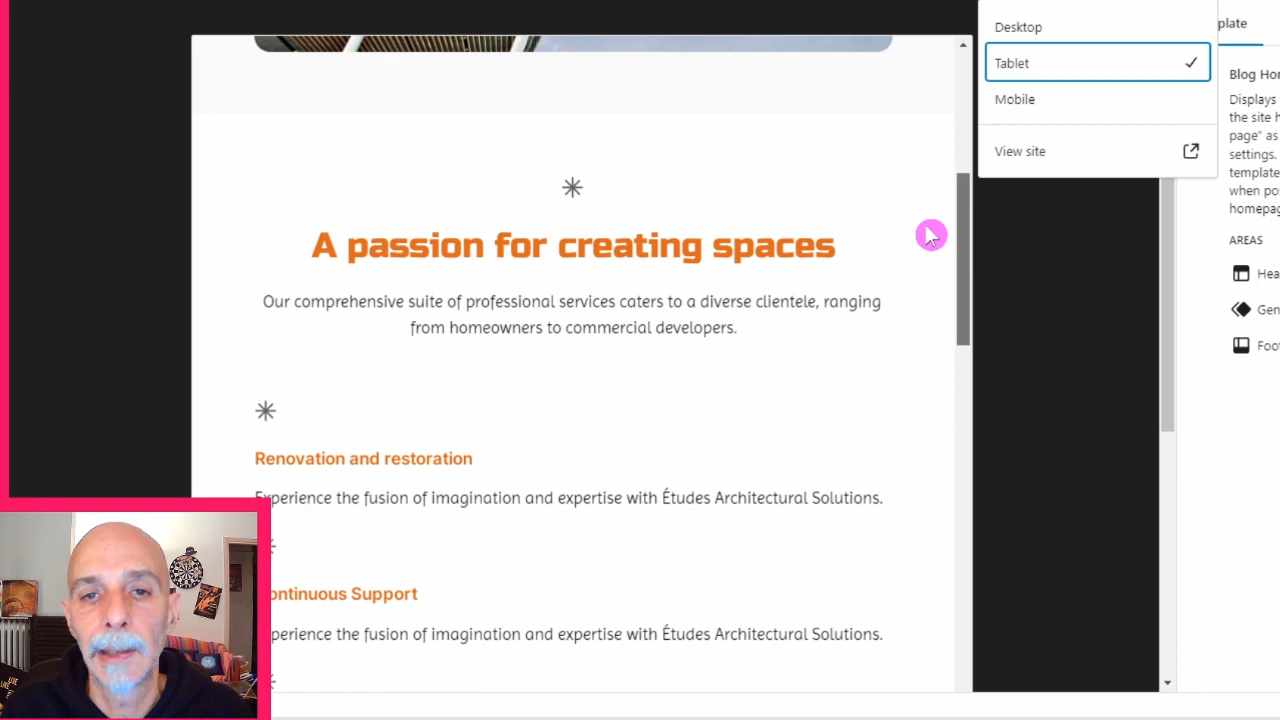 Desktop
Tablet
Mobile
View site
plate
Blog Ho
Displays
the site h
page" as
settings.
template
when po
homepag
AREAS
Hea
Gen
Foo
A passion for creating spaces
Our comprehensive suite of professional services caters to a diverse clientele, ranging
from homeowners to commercial developers.
Renovation and restoration
Experience the fusion of imagination and expertise with Études Architectural Solutions.
ontinuous Support
perience the fusion of imagination and expertise with Études Architectural Solutions.